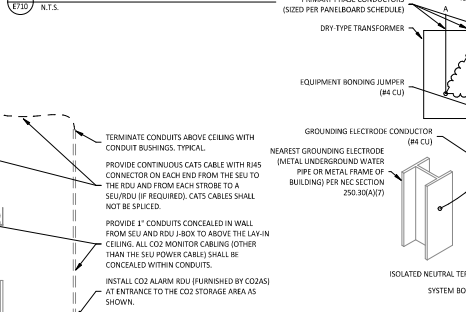 E710
N.T.S.
PRIMARY PHASE CONDUCTORS
(SIZED PER PANELBOARD SCHEDULE)
A
DRY-TYPE TRANSFORMER
EQUIPMENT BONDING JUMPER
(#4 CU)
GROUNDING ELECTRODE CONDUCTOR
(#4 CU)
NEAREST GROUNDING ELECTRODE
(METAL UNDERGROUND WATER
PIPE OR METAL FRAME OF
BUILDING) PER NEC SECTION
250.30(A)(7)
ISOLATED NEUTRAL
SYSTEM
TERMINATE CONDUITS ABOVE CEILING WITH
CONDUIT BUSHINGS. TYPICAL.
PROVIDE CONTINUOUS CAT5 CABLE WITH RJ45
CONNECTOR ON EACH END FROM THE SEU TO
THE RDU AND FROM EACH STROBE TO A
SEU/RDU (IF REQUIRED). CAT5 CABLES SHALL
NOT BE SPLICED.
PROVIDE 1" CONDUITS CONCEALED IN WALL
FROM SEU AND RDU J-BOX TO ABOVE THE LAY-IN
CEILING. ALL CO2 MONITOR CABLING (OTHER
THAN THE SEU POWER CABLE) SHALL BE
CONCEALED WITHIN CONDUITS.
INSTALL CO2 ALARM RDU (FURNISHED BY CO2AS)
AT ENTRANCE TO THE CO2 STORAGE AREA AS
SHOWN.